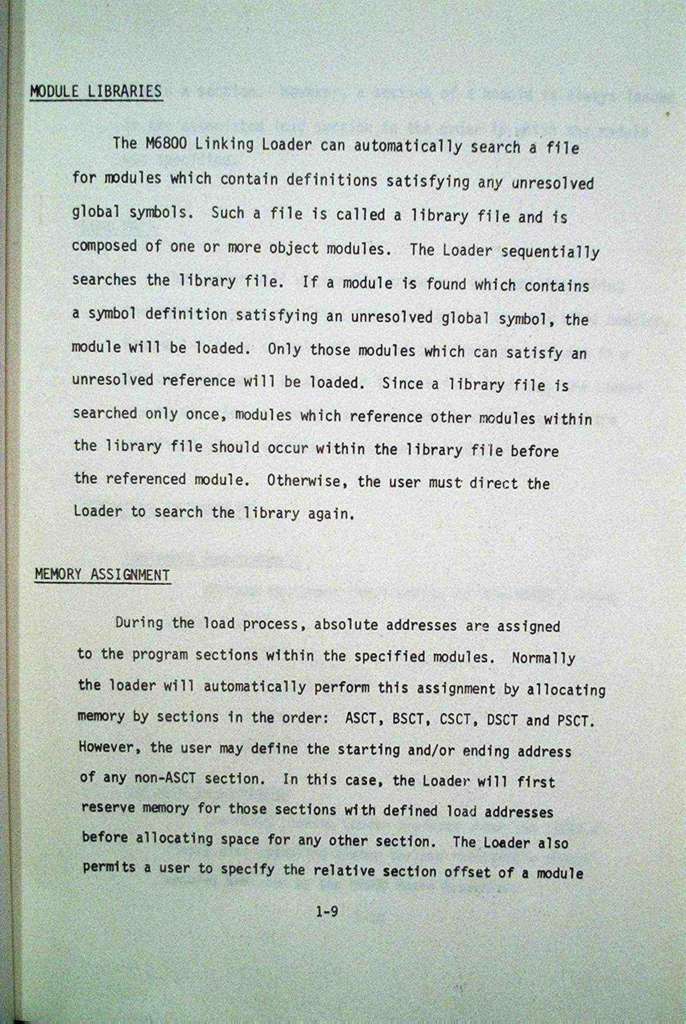 MODULE LIBRARIES
The M6800 Linking Loader can automatically search a file
for modules which contain definitions satisfying any unresolved
global symbols. Such a file is called a library file and is
composed of one or more object modules. The Loader sequentially
searches the library file. If a module is found which contains
a symbol definition satisfying an unresolved global symbol, the
module will be loaded. Only those modules which can satisfy an
unresolved reference will be loaded. Since a library file is
searched only once, modules which reference other modules within
the library file should occur within the library file before
the referenced module. Otherwise, the user must direct the
Loader to search the library again.
MEMORY ASSIGNMENT
During the load process, absolute addresses are assigned
to the program sections within the specified modules. Normally
the loader will automatically perform this assignment by allocating
memory by sections in the order: ASCT, BSCT, CSCT, DSCT and PSCT.
However, the user may define the starting and/or ending address
of any non-ASCT section. In this case, the Loader will first
reserve memory for those sections with defined load addresses
before allocating space for any other section. The Loader also
permits a user to specify the relative section offset of a module
1-9